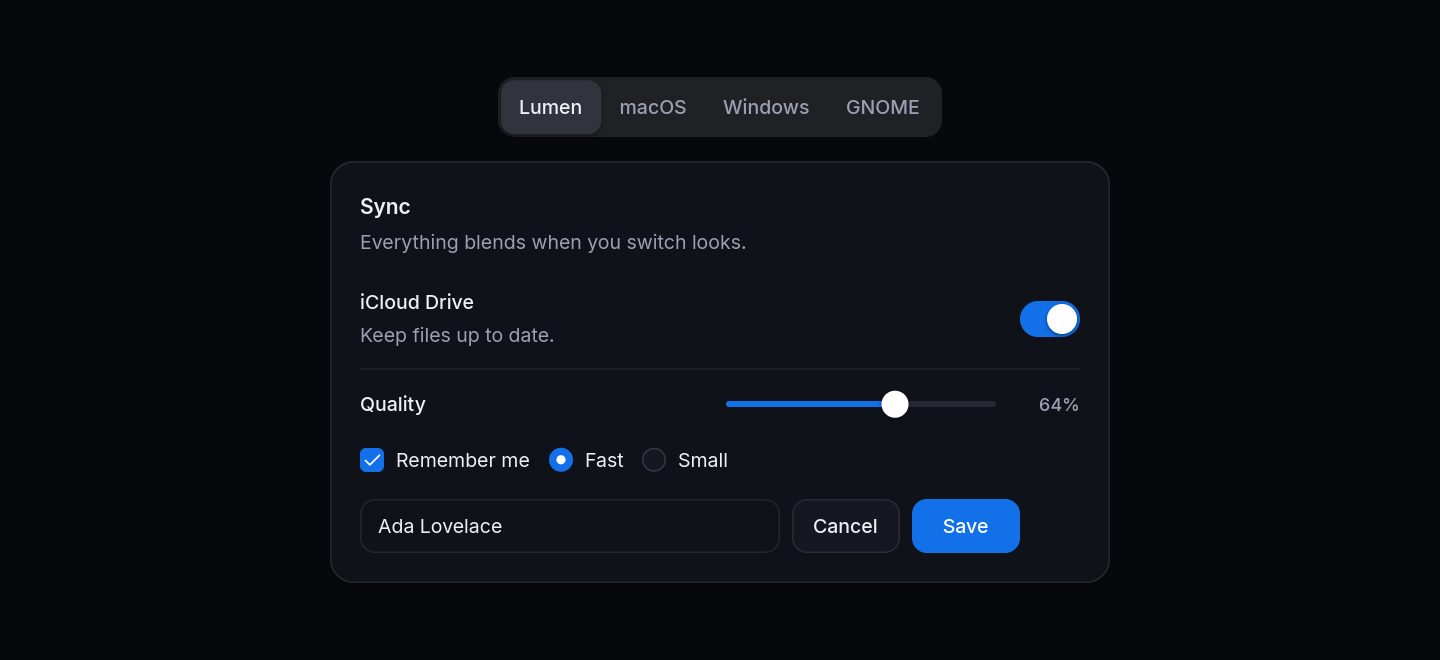 Lumen macOS Windows GNOME
Sync
Everything blends when you switch looks.
iCloud Drive
Keep files up to date.
Quality 64%
Remember me Fast Small
Ada Lovelace Cancel Save